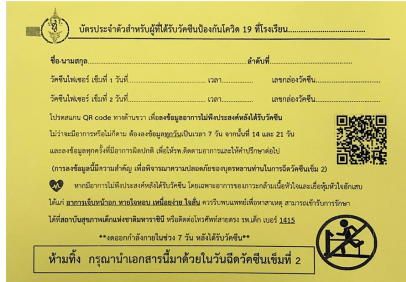 บัตรประจำตัวสำหรับผู้ที่ได้รับวัคซีนป้องกันโควิด 19 ที่โรงเรียน............................
ชื่อ-นามสกุล............................ลำดับที่............................
วัคซีนไฟเซอร์ เข็มที่ 1 วันที่............................ เวลา............ เลขกล่องวัคซีน............................
วัคซีนไฟเซอร์ เข็มที่ 2 วันที่............................ เวลา............ เลขกล่องวัคซีน............................
โปรดสแกน QR code ทางด้านขวา เพื่อลงข้อมูลอาการไม่พึงประสงค์หลังได้รับวัคซีน
ไม่ว่าจะมีอาการหรือไม่ก็ตาม ต้องลงข้อมูลทุกวันเป็นเวลา 7 วัน จากนั้นที่ 14 และ 21 วัน
และลงข้อมูลทุกครั้งที่มีอาการผิดปกติ เพื่อให้รพ.ติดตามอาการและให้คำปรึกษาต่อไป
(การลงข้อมูลนี้มีความสำคัญ เพื่อพิจารณาความปลอดภัยของบุตรหลานท่านในการฉีดวัคซีนเข็ม 2)
หากมีอาการไม่พึงประสงค์หลังได้รับวัคซีน โดยเฉพาะอาการของภาวะกล้ามเนื้อหัวใจและเยื่อหุ้มหัวใจอักเสบ
ได้แก่ อาการเจ็บหน้าอก หายใจหอบ เหนื่อยง่าย ใจสั่น ควรรีบพบแพทย์เพื่อหาสาเหตุ สามารถเข้ารับการรักษา
ได้ที่สถาบันสุขภาพเด็กแห่งชาติมหาราชินี หรือติดต่อโทรศัพท์สายตรง รพ.เด็ก เบอร์ 1415
**งดออกกำลังกายในช่วง 7 วัน หลังได้รับวัคซีน**
ห้ามทิ้ง กรุณานำเอกสารนี้มาด้วยในวันฉีดวัคซีนเข็มที่ 2